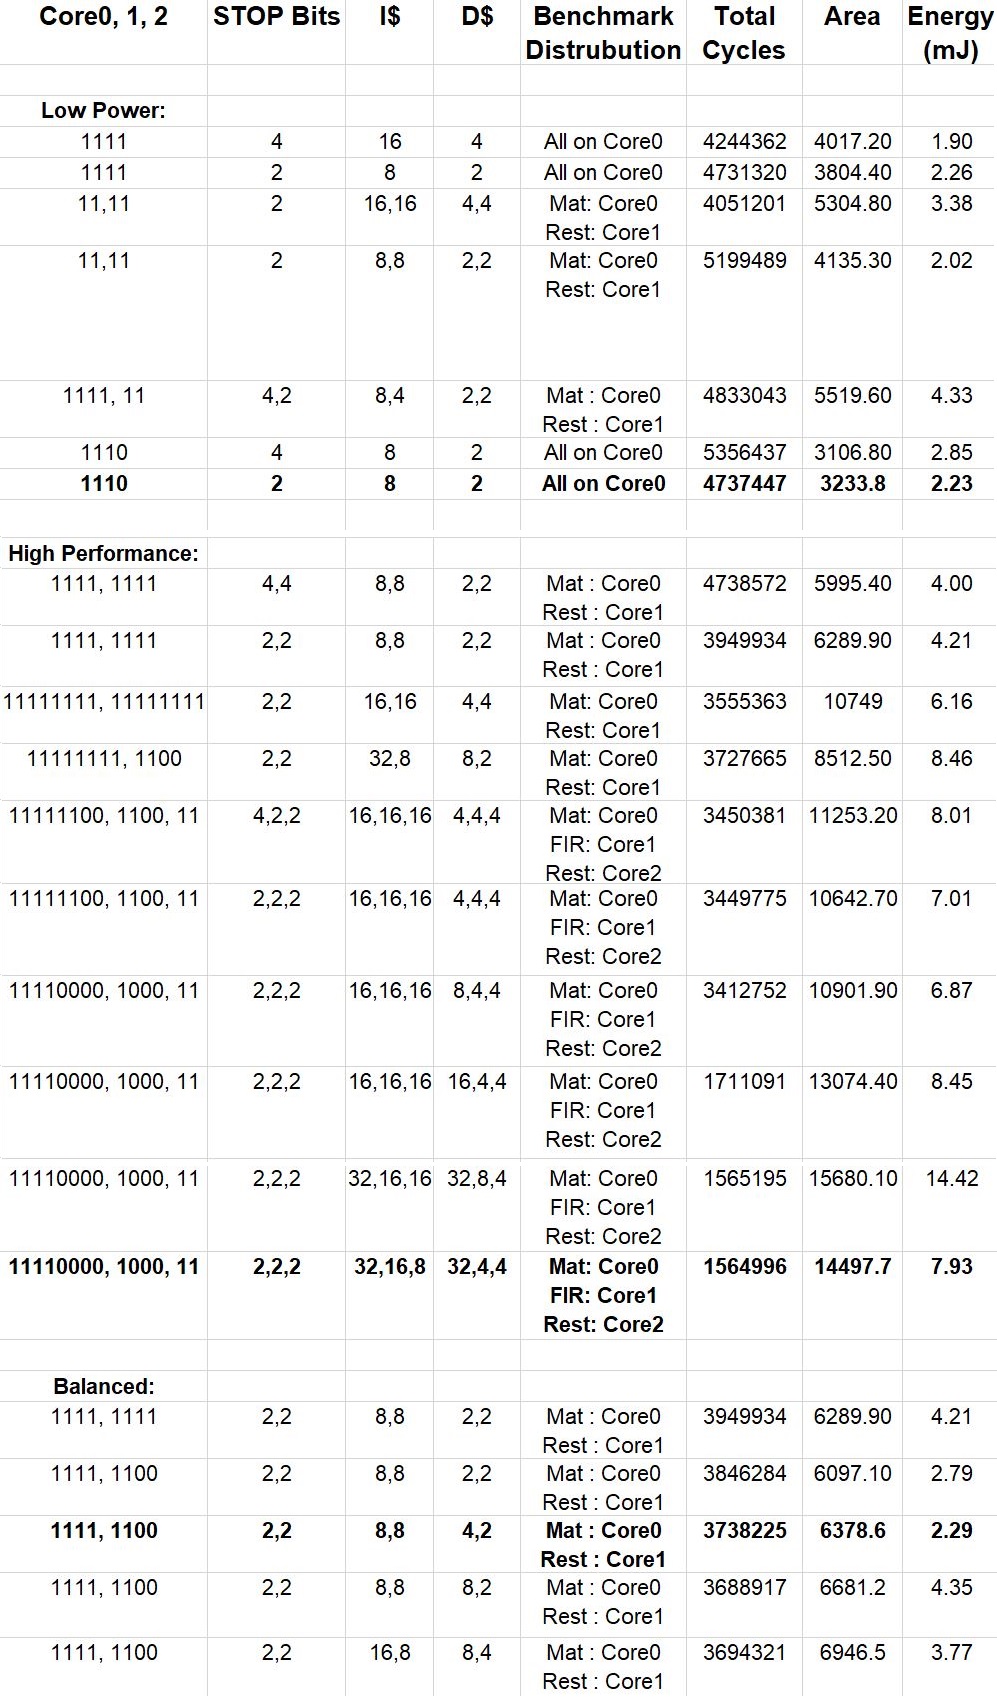 Core0, 1, 2 STOP Bits I$ D$ Benchmark Total Area Energy
Distrubution Cycles (mJ)
Low Power:
1111 4 16 4 All on Core0 4244362 4017.20 1.90
1111 2 8 2 All on Core0 4731320 3804.40 2.26
11,11 2 16,16 4,4 Mat: Core0 4051201 5304.80 3.38
Rest: Core1
11,11 2 8,8 2,2 Mat: Core0 5199489 4135.30 2.02
Rest: Core1
1111, 11 4,2 8,4 2,2 Mat : Core0 4833043 5519.60 4.33
Rest : Core1
1110 4 8 2 All on Core0 5356437 3106.80 2.85
1110 2 8 2 All on Core0 4737447 3233.8 2.23
High Performance:
1111, 1111 4,4 8,8 2,2 Mat : Core0 4738572 5995.40 4.00
Rest : Core1
1111, 1111 2,2 8,8 2,2 Mat : Core0 3949934 6289.90 4.21
Rest : Core1
11111111, 11111111 2,2 16,16 4,4 Mat: Core0 3555363 10749 6.16
Rest: Core1
11111111, 1100 2,2 32,8 8,2 Mat: Core0 3727665 8512.50 8.46
Rest: Core1
11111100, 1100, 11 4,2,2 16,16,16 4,4,4 Mat: Core0 3450381 11253.20 8.01
FIR: Core1
Rest: Core2
11111100, 1100, 11 2,2,2 16,16,16 4,4,4 Mat: Core0 3449775 10642.70 7.01
FIR: Core1
Rest: Core2
11110000, 1000, 11 2,2,2 16,16,16 8,4,4 Mat: Core0 3412752 10901.90 6.87
FIR: Core1
Rest: Core2
11110000, 1000, 11 2,2,2 16,16,16 16,4,4 Mat: Core0 1711091 13074.40 8.45
FIR: Core1
Rest: Core2
11110000, 1000, 11 2,2,2 32,16,16 32,8,4 Mat: Core0 1565195 15680.10 14.42
FIR: Core1
Rest: Core2
11110000, 1000, 11 2,2,2 32,16,8 32,4,4 Mat: Core0 1564996 14497.7 7.93
FIR: Core1
Rest: Core2
Balanced:
1111, 1111 2,2 8,8 2,2 Mat : Core0 3949934 6289.90 4.21
Rest : Core1
1111, 1100 2,2 8,8 2,2 Mat : Core0 3846284 6097.10 2.79
Rest : Core1
1111, 1100 2,2 8,8 4,2 Mat : Core0 3738225 6378.6 2.29
Rest : Core1
1111, 1100 2,2 8,8 8,2 Mat : Core0 3688917 6681.2 4.35
Rest : Core1
1111, 1100 2,2 16,8 8,4 Mat : Core0 3694321 6946.5 3.77
Rest : Core1